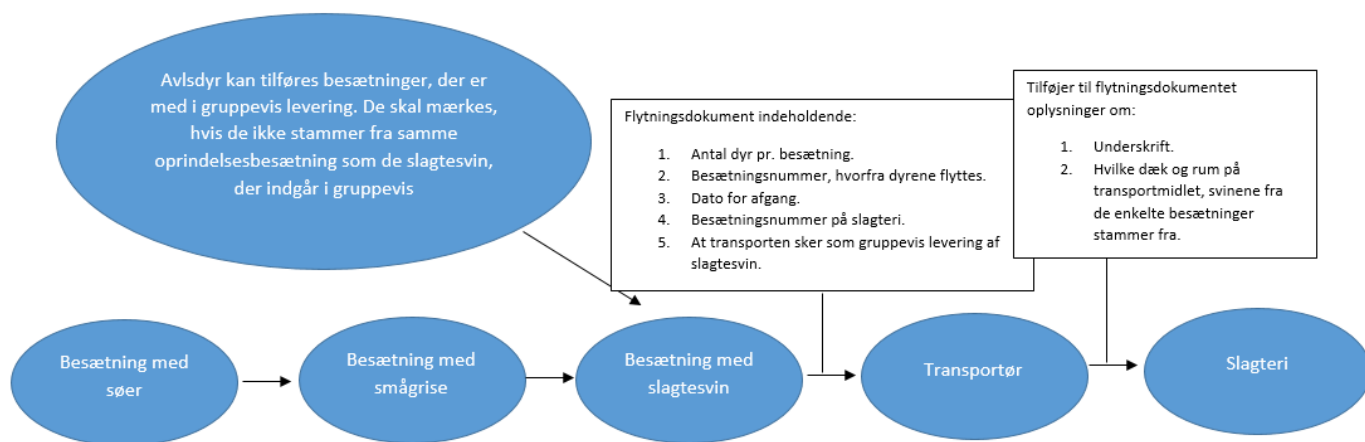 Avlsdyr kan tilføres besætninger, der er
med i gruppevis levering. De skal mærkes,
hvis de ikke stammer fra samme
oprindelsesbesætning som de slagtesvin,
der indgår i gruppevis
Flytningsdokument indeholdende:
1. Antal dyr pr. besætning.
2. Besætningsnummer, hvorfra dyrene flyttes.
3. Dato for afgang.
4. Besætningsnummer på slagteri.
5. At transporten sker som gruppevis levering af
slagtesvin.
Tilføjer til flytningsdokumentet
oplysninger om:
1. Underskrift.
2. Hvilke dæk og rum på
transportmidlet, svinene fra
de enkelte besætninger
stammer fra.
Besætning med
søer
Besætning med
smågrise
Besætning med
slagtesvin
Transportør
Slagteri